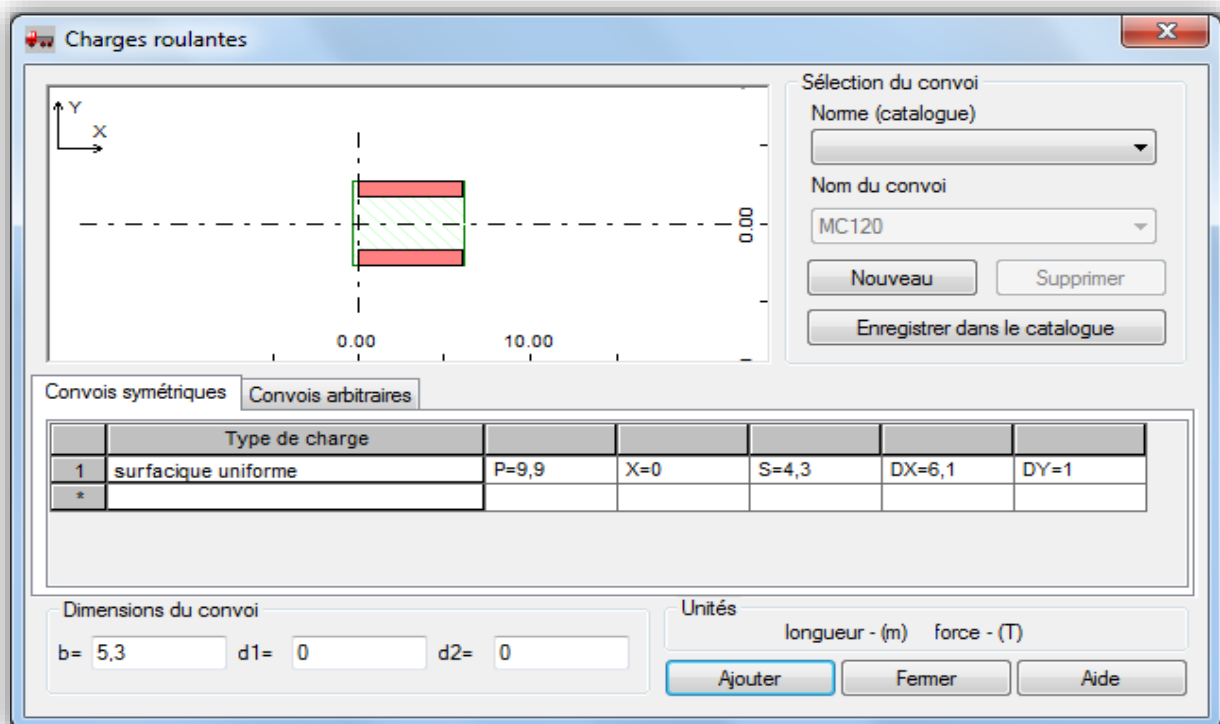 Charges roulantes
Y
X
0.00
0.00 10.00
Sélection du convoi
Norme (catalogue)
Nom du convoi
MC120
Nouveau Supprimer
Enregistrer dans le catalogue
Convois symétriques Convois arbitraires
Type de charge
1 surfacique uniforme P=9,9 X=0 S=4,3 DX=6,1 DY=1
*
Dimensions du convoi
b= 5,3 d1= 0 d2= 0
Unités
longueur - (m) force - (T)
Ajouter Fermer Aide